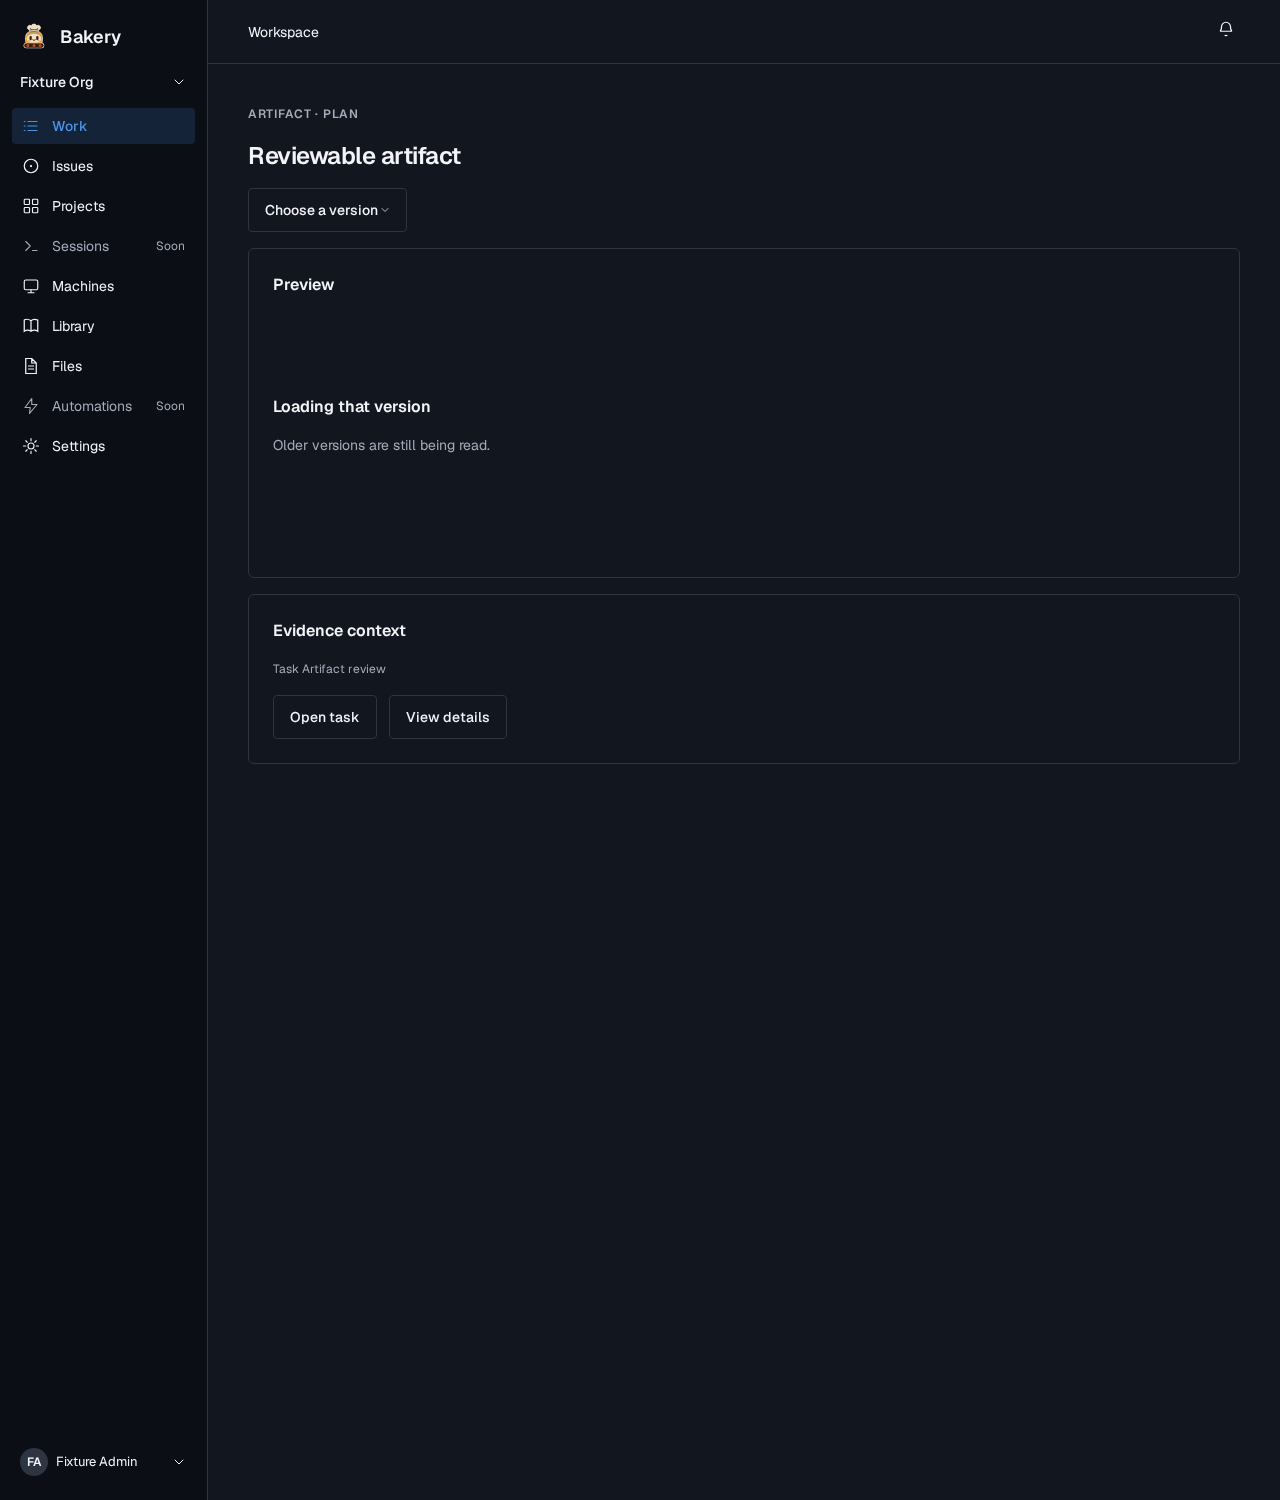 Bakery
Fixture Org
Work
Issues
Projects
Sessions Soon
Machines
Library
Files
Automations Soon
Settings
FA Fixture Admin
Workspace
ARTIFACT · PLAN
Reviewable artifact
Choose a version
Preview
Loading that version
Older versions are still being read.
Evidence context
Task Artifact review
Open task View details